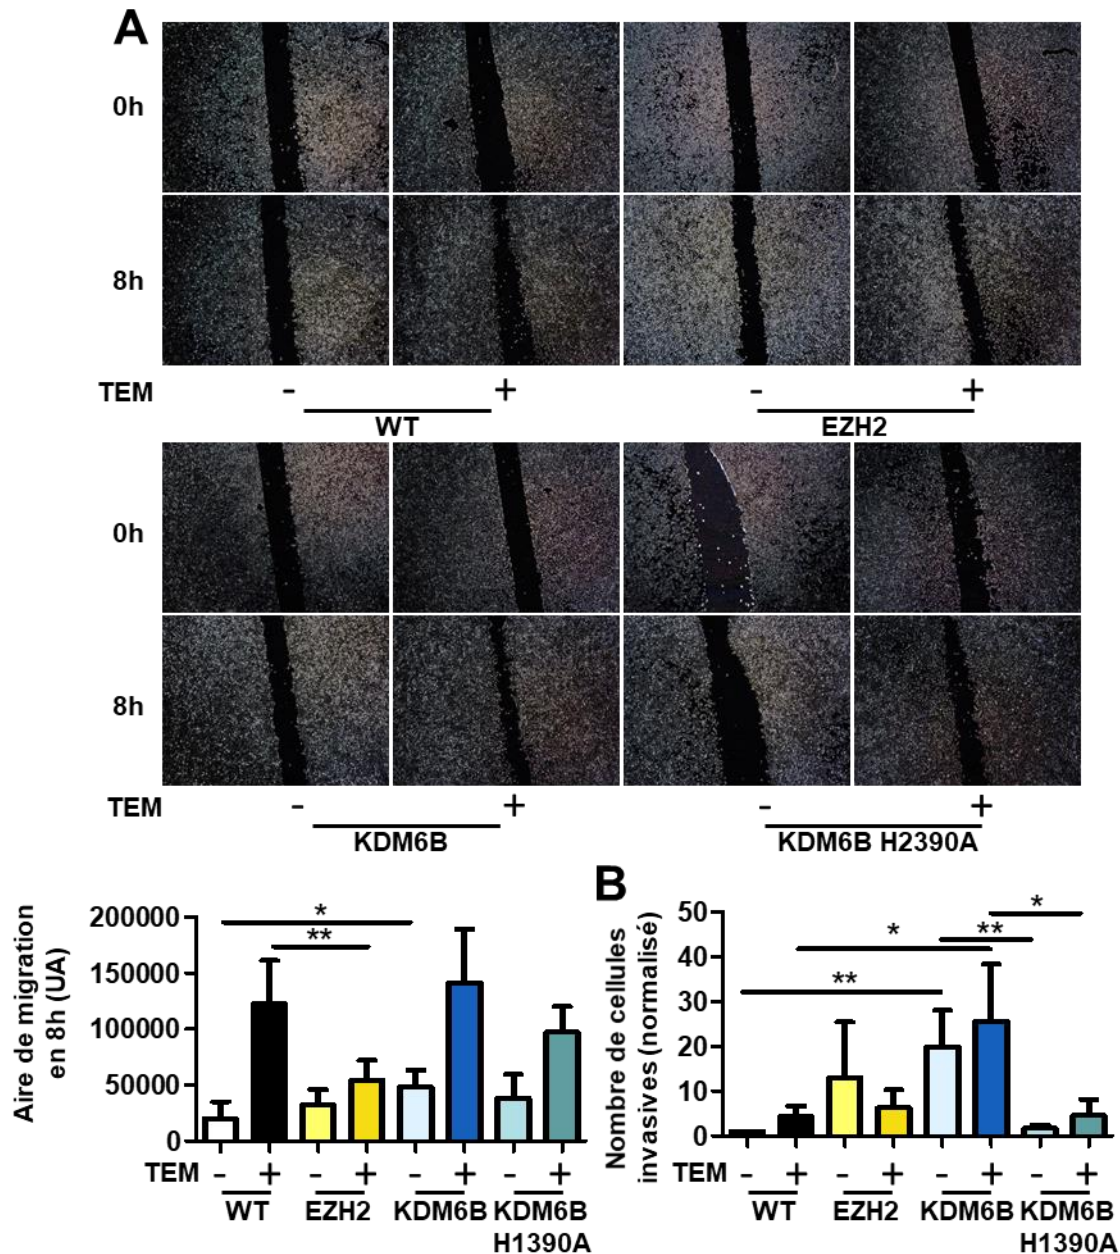 A
0h
8h
TEM - + - +
WT EZH2
0h
8h
TEM - + - +
KDM6B KDM6B H2390A
Aire de migration
en 8h (UA)
200000
150000
100000
50000
0
*
**
TEM - + - + - + - +
WT EZH2 KDM6B KDM6B
H1390A
B
Nombre de cellules
invasives (normalisé)
50
40
30
20
10
0
**
*
**
*
TEM - + - + - + - +
WT EZH2 KDM6B KDM6B
H1390A